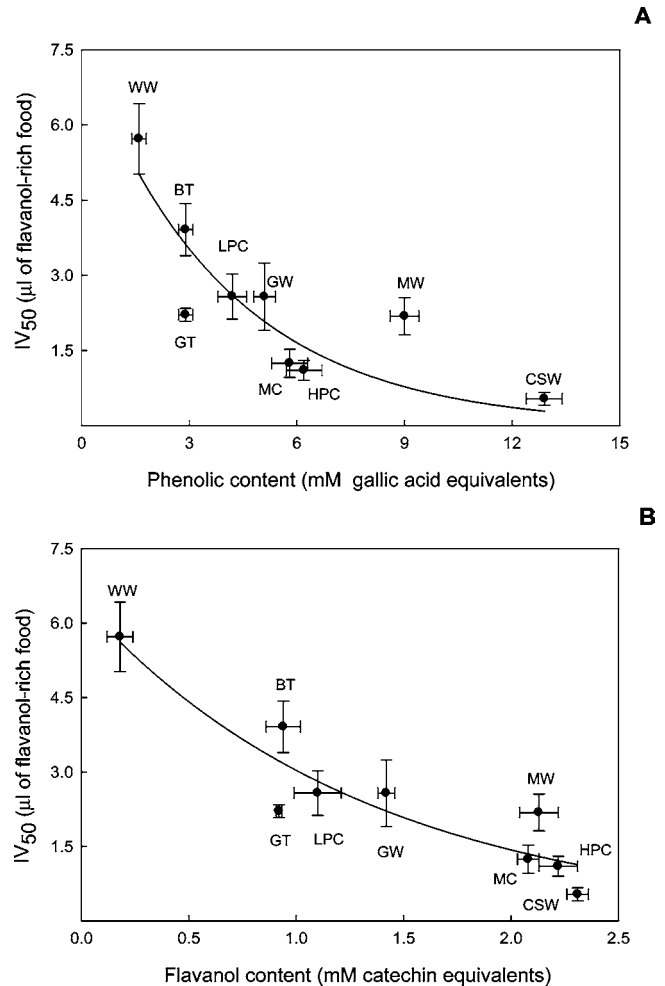 A
7.5
6.0
4.5
3.0
1.5
0.0
IV50 (μl of flavanol-rich food)
WW
BT
LPC
GW
MW
GT
MC
HPC
CSW
0 3 6 9 12 15
Phenolic content (mM gallic acid equivalents)
B
7.5
6.0
4.5
3.0
1.5
0.0
IV50 (μl of flavanol-rich food)
WW
BT
MW
GT
LPC
GW
HPC
MC
CSW
0.0 0.5 1.0 1.5 2.0 2.5
Flavanol content (mM catechin equivalents)